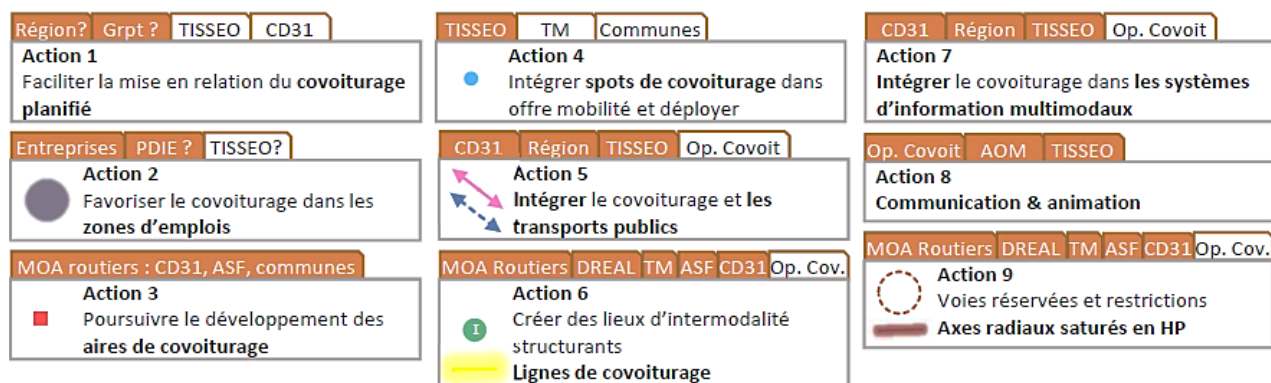 Région? Grpt ? TISSEO CD31
Action 1
Faciliter la mise en relation du covoiturage
planifié
Entreprises PDIE ? TISSEO?
Action 2
Favoriser le covoiturage dans les
zones d'emplois
MOA routiers : CD31, ASF, communes
Action 3
Poursuivre le développement des
aires de covoiturage
TISSEO TM Communes
Action 4
Intégrer spots de covoiturage dans
offre mobilité et déployer
CD31 Région TISSEO Op. Covoit
Action 5
Intégrer le covoiturage et les
transports publics
MOA Routiers DREAL TM ASF CD31 Op. Cov.
Action 6
I
Créer des lieux d'intermodalité
structurants
Lignes de covoiturage
CD31 Région TISSEO Op. Covoit
Action 7
Intégrer le covoiturage dans les systèmes
d'information multimodaux
Op. Covoit AOM TISSEO
Action 8
Communication & animation
MOA Routiers DREAL TM ASF CD31 Op. Cov.
Action 9
Voies réservées et restrictions
Axes radiaux saturés en HP